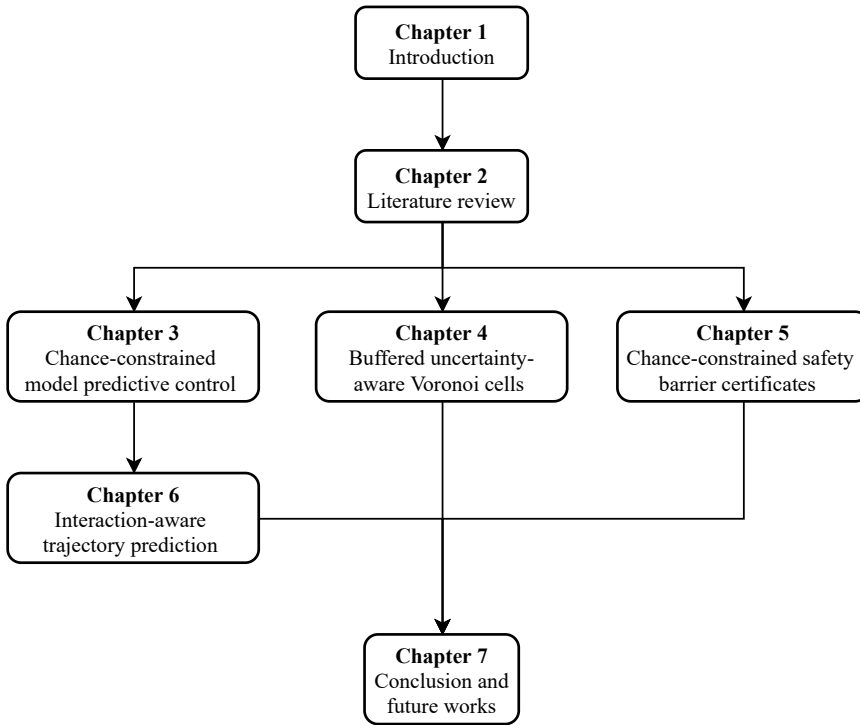 Chapter 1
Introduction
Chapter 2
Literature review
Chapter 3
Chance-constrained
model predictive control
Chapter 4
Buffered uncertainty-
aware Voronoi cells
Chapter 5
Chance-constrained safety
barrier certificates
Chapter 6
Interaction-aware
trajectory prediction
Chapter 7
Conclusion and
future works